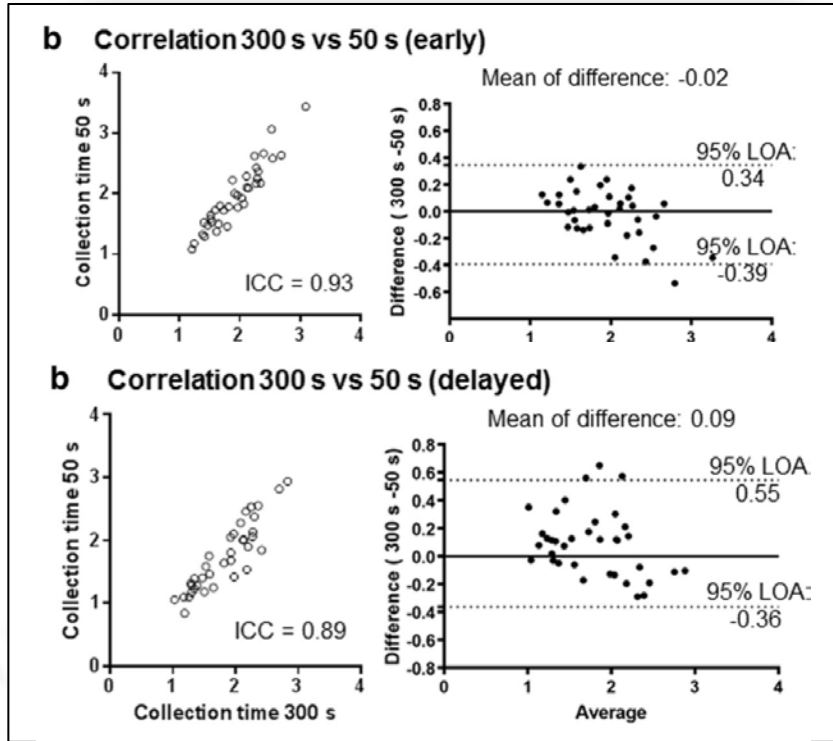 b Correlation 300 s vs 50 s (early)
Collection time 50 s
4
3
2
1
0
0 1 2 3 4
ICC = 0.93
Mean of difference: -0.02
Difference ( 300 s -50 s)
0.8
0.6
0.4
0.2
0.0
-0.2
-0.4
-0.6
0 1 2 3 4
95% LOA:
0.34
95% LOA:
-0.39
b Correlation 300 s vs 50 s (delayed)
Collection time 50 s
4
3
2
1
0
0 1 2 3 4
ICC = 0.89
Collection time 300 s
Mean of difference: 0.09
Difference ( 300 s -50 s)
0.8
0.6
0.4
0.2
0.0
-0.2
-0.4
-0.6
-0.8
0 1 2 3 4
95% LOA.
0.55
95% LOA:
-0.36
Average